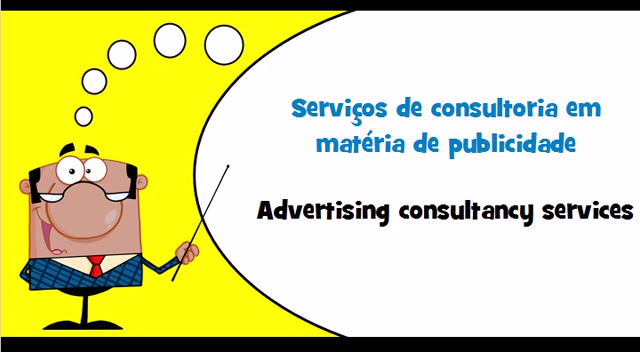 Serviços de consultoria em
matéria de publicidade
Advertising consultancy services